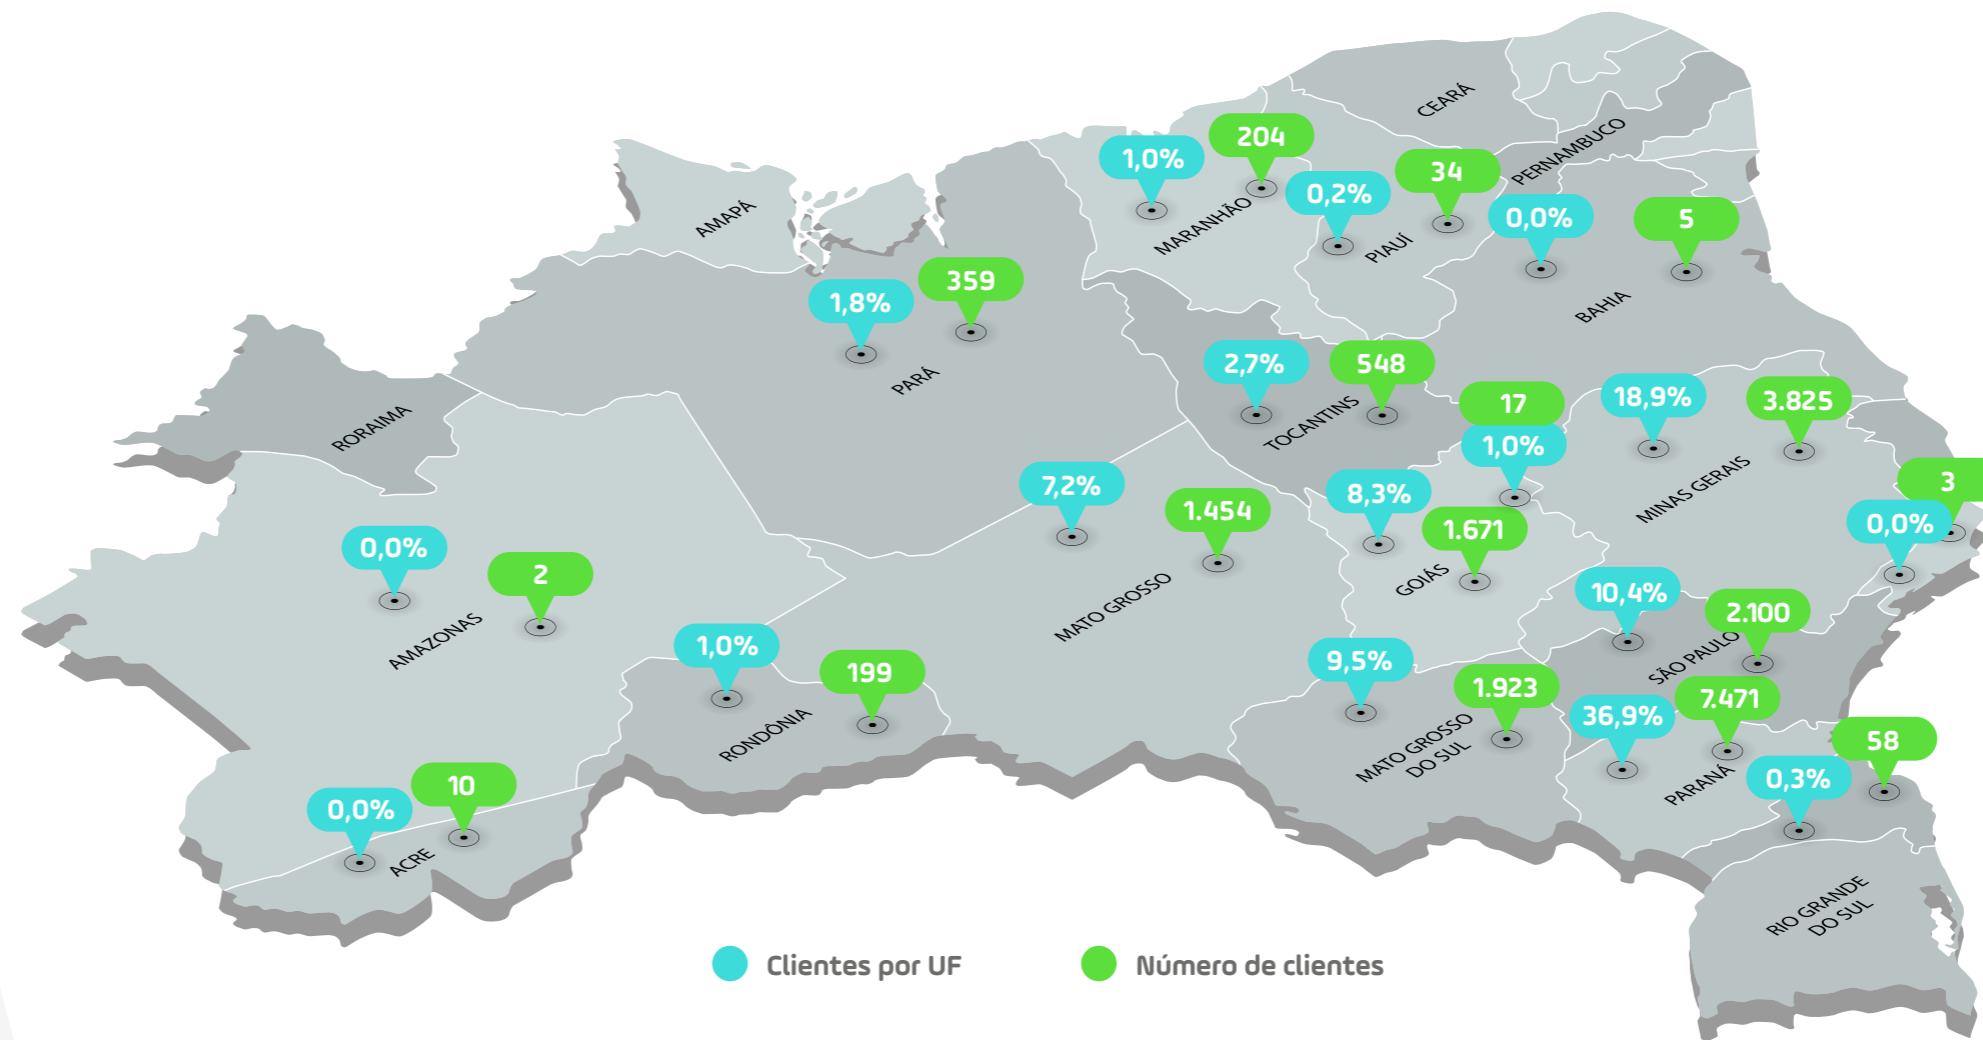 CEARÁ
1,0%
204
MARANHÃO
0,2%
34
PIAUÍ
PERNAMBUCO
0,0%
5
BAHIA
AMAPÁ
1,8%
359
PARÁ
2,7%
548
TOCANTINS
17
1,0%
18,9%
3.825
MINAS GERAIS
3
0,0%
RORAIMA
7,2%
1.454
MATO GROSSO
8,3%
1.671
GOIÁS
0,0%
2
AMAZONAS
10,4%
2.100
SÃO PAULO
1,0%
199
RONDÔNIA
9,5%
1.923
MATO GROSSO
DO SUL
36,9%
7.471
PARANÁ
0,3%
58
0,0%
10
ACRE
RIO GRANDE
DO SUL
Clientes por UF
Número de clientes